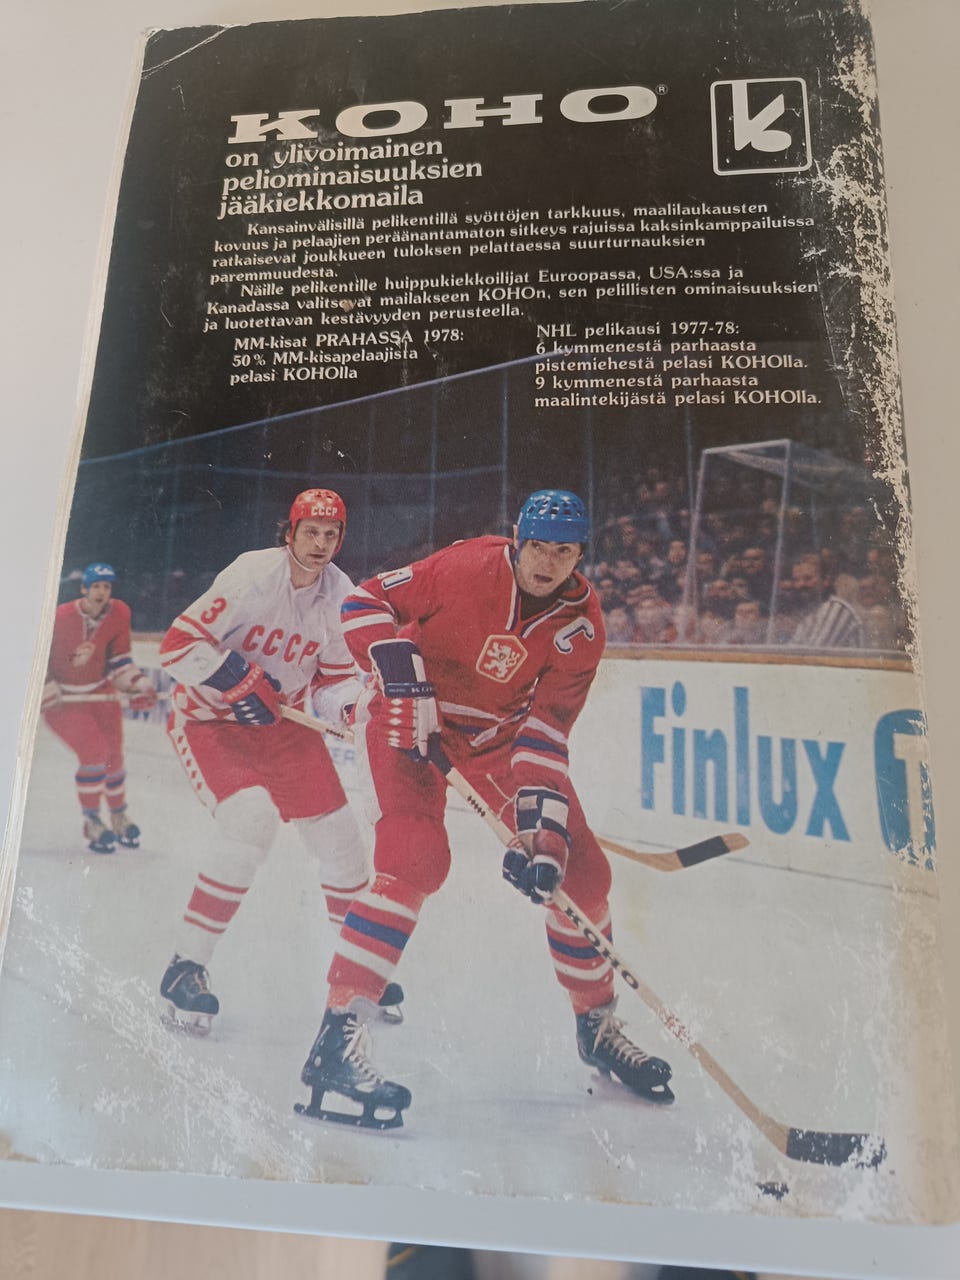 KOHO®
on ylivoimainen
peliominaisuuksien
jääkiekkomaila
Kansainvälisillä pelikentillä syöttöjen tarkkuus, maalilaukausten
kovuus ja pelaajien peräänantamaton sitkeys rajuissa kaksinkamppailuissa
ratkaisevat joukkueen tuloksen pelattaessa suurturnauksien
paremmuudesta.
Näille pelikentille huippukiekkoilijat Euroopassa, USA:ssa ja
Kanadassa valitsevat mailakseen KOHOn, sen pelillisten ominaisuuksien
ja luotettavan kestävyyden perusteella.
MM-kisat PRAHASSA 1978:
50% MM-kisapelaajista
pelasi KOHOlla
NHL pelikausi 1977-78:
6 kymmenestä parhaasta
pistemiehestä pelasi KOHOlla.
9 kymmenestä parhaasta
maalintekijästä pelasi KOHOlla.
CCCP
3
CCCP
C
Finlux
KOHO